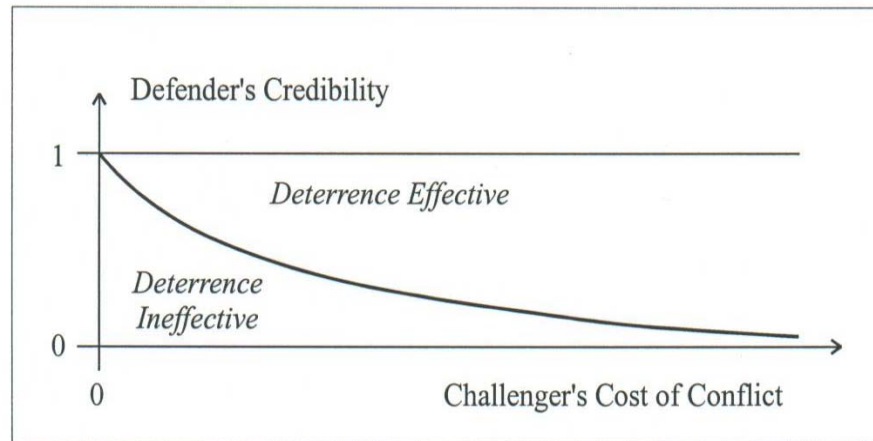 Defender's Credibility
1
Deterrence Effective
Deterrence
Ineffective
0
0
Challenger's Cost of Conflict